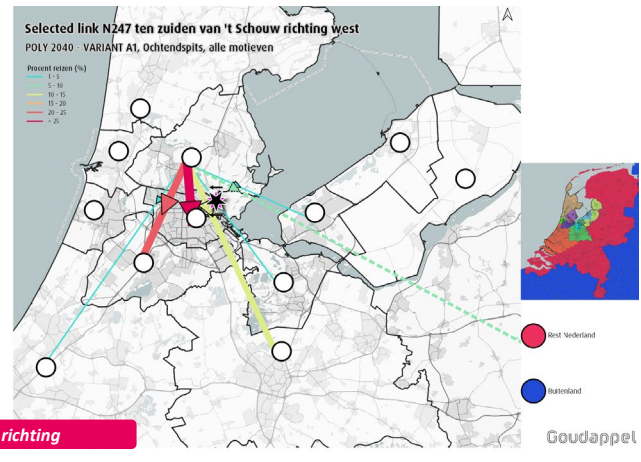 Selected link N247 ten zuiden van 't Schouw richting west
POLY 2040 - VARIANT A1, Ochtendspits, alle motieven
Procent reizen (%)
1 - 5
5 - 10
10 - 15
15 - 20
20 - 25
> 25
Rest Nederland
Buitenland
richting
Goudappel